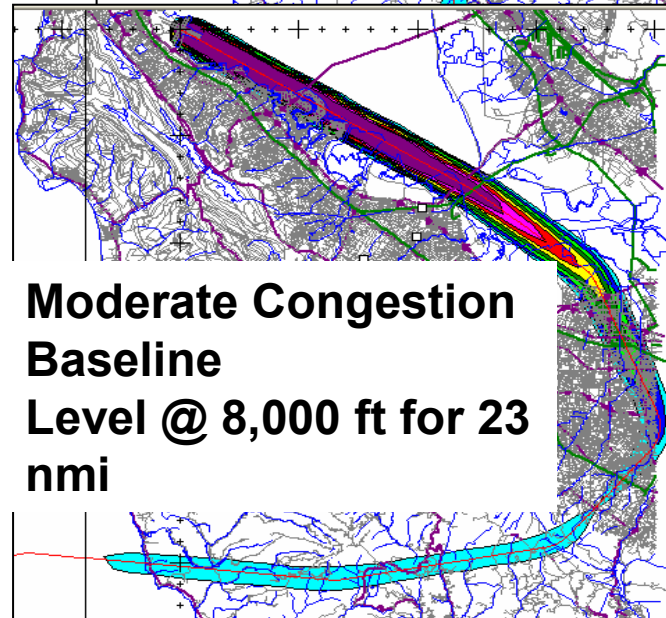 Moderate Congestion
Baseline
Level @ 8,000 ft for 23
nmi